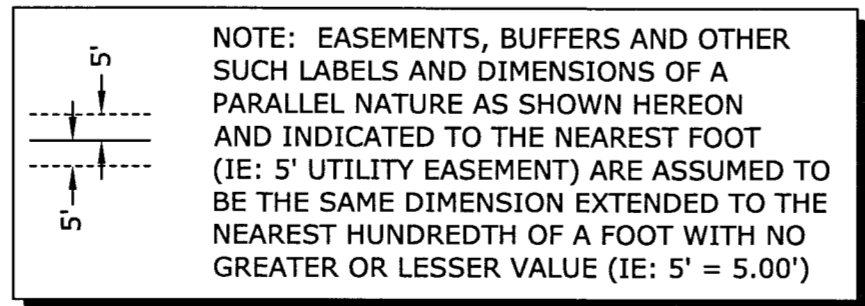 5'
5'
NOTE: EASEMENTS, BUFFERS AND OTHER
SUCH LABELS AND DIMENSIONS OF A
PARALLEL NATURE AS SHOWN HEREON
AND INDICATED TO THE NEAREST FOOT
(IE: 5' UTILITY EASEMENT) ARE ASSUMED TO
BE THE SAME DIMENSION EXTENDED TO THE
NEAREST HUNDREDTH OF A FOOT WITH NO
GREATER OR LESSER VALUE (IE: 5' = 5.00')